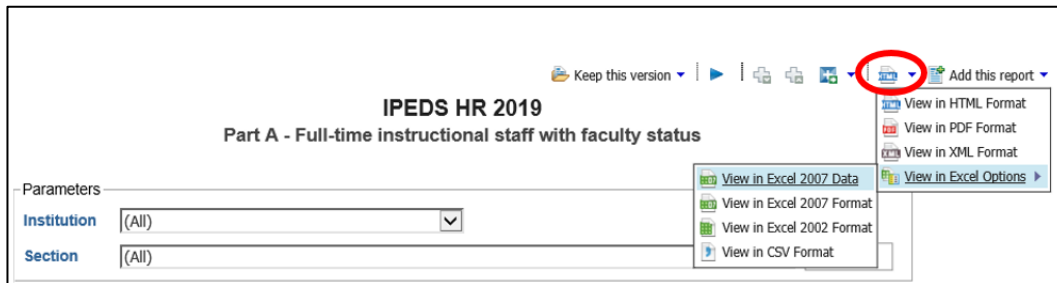 Keep this version
Add this report
IPEDS HR 2019
Part A - Full-time instructional staff with faculty status
View in HTML Format
View in PDF Format
View in XML Format
View in Excel Options
View in Excel 2007 Data
View in Excel 2007 Format
View in Excel 2002 Format
View in CSV Format
Parameters
Institution (All)
Section (All)